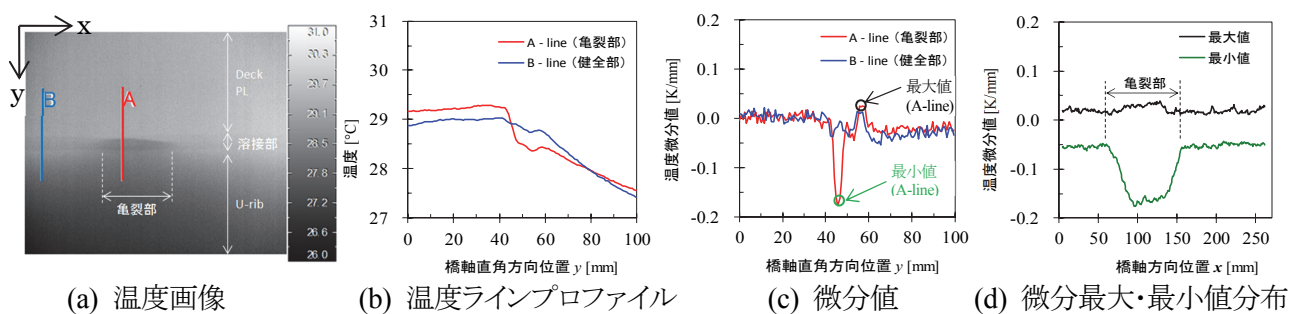 x
y
B
A
Deck
PL
溶接部
亀裂部
U-rib
31.0
30.3
29.7
29.1
28.5
27.8
27.2
26.6
26.0
(a) 温度画像
A - line (亀裂部)
B - line (健全部)
31
30
29
28
27
温度 [°C]
0 20 40 60 80 100
橋軸直角方向位置 y [mm]
(b) 温度ラインプロファイル
A - line (亀裂部)
B - line (健全部)
0.2
0.1
0.0
-0.1
-0.2
温度微分値 [K/mm]
最大値
(A-line)
最小値
(A-line)
0 20 40 60 80 100
橋軸直角方向位置 y [mm]
(c) 微分値
最大値
最小値
亀裂部
0.2
0.1
0.0
-0.1
-0.2
温度微分値 [K/mm]
0 50 100 150 200 250
橋軸方向位置 x [mm]
(d) 微分最大・最小値分布